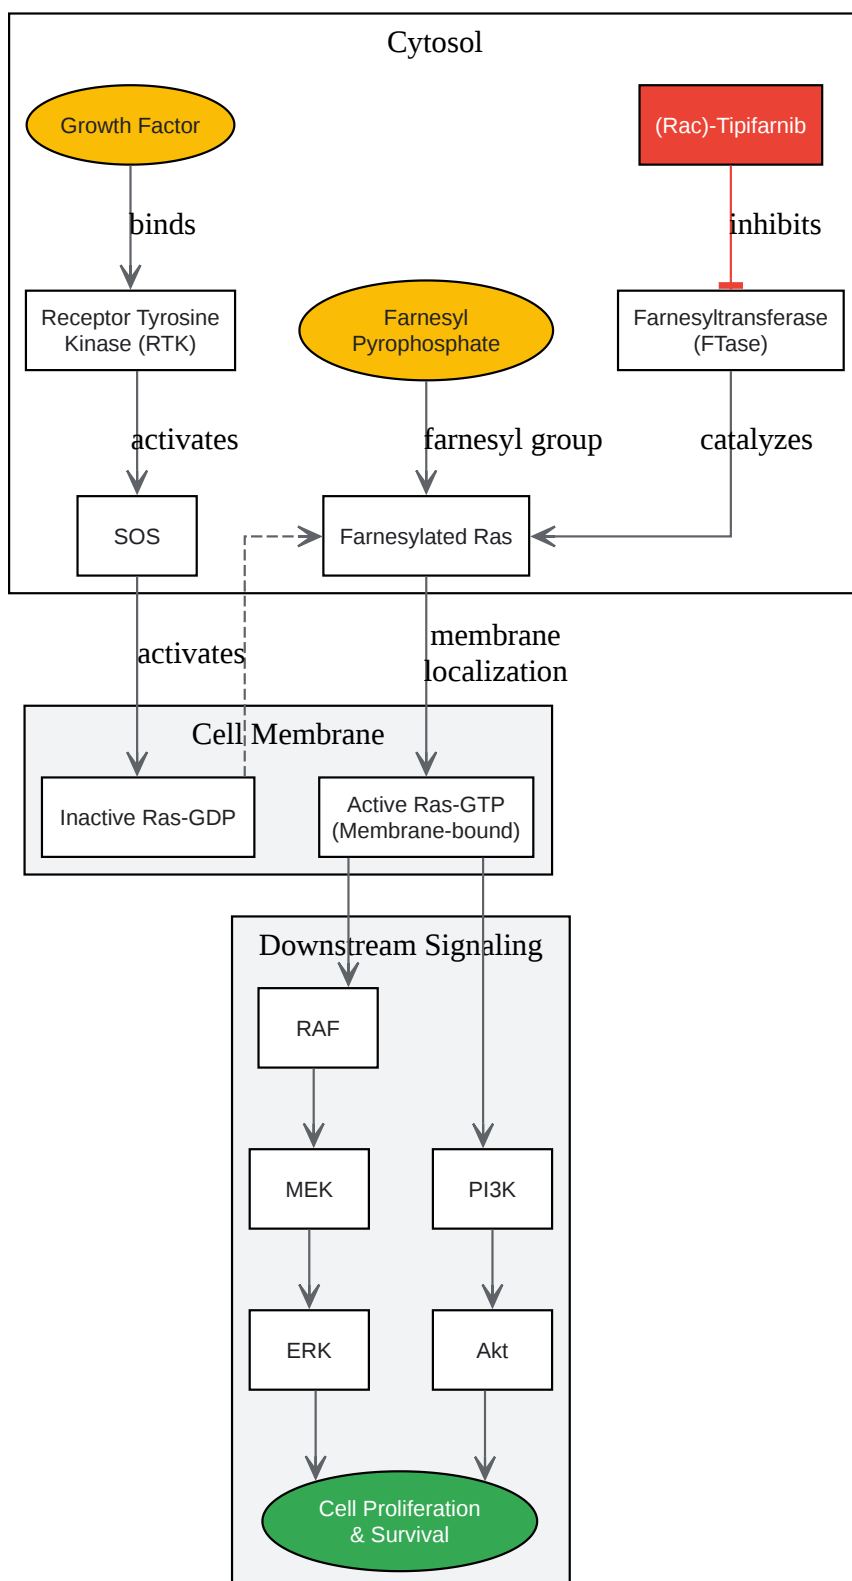 Cytosol
Growth Factor
(Rac)-Tipifarnib
binds
inhibits
Receptor Tyrosine
Kinase (RTK)
Farnesyl
Pyrophosphate
Farnesyltransferase
(FTase)
activates
farnesyl group
catalyzes
SOS
Farnesylated Ras
activates
membrane
localization
Cell Membrane
Inactive Ras-GDP
Active Ras-GTP
(Membrane-bound)
Downstream Signaling
RAF
MEK
PI3K
ERK
Akt
Cell Proliferation
& Survival